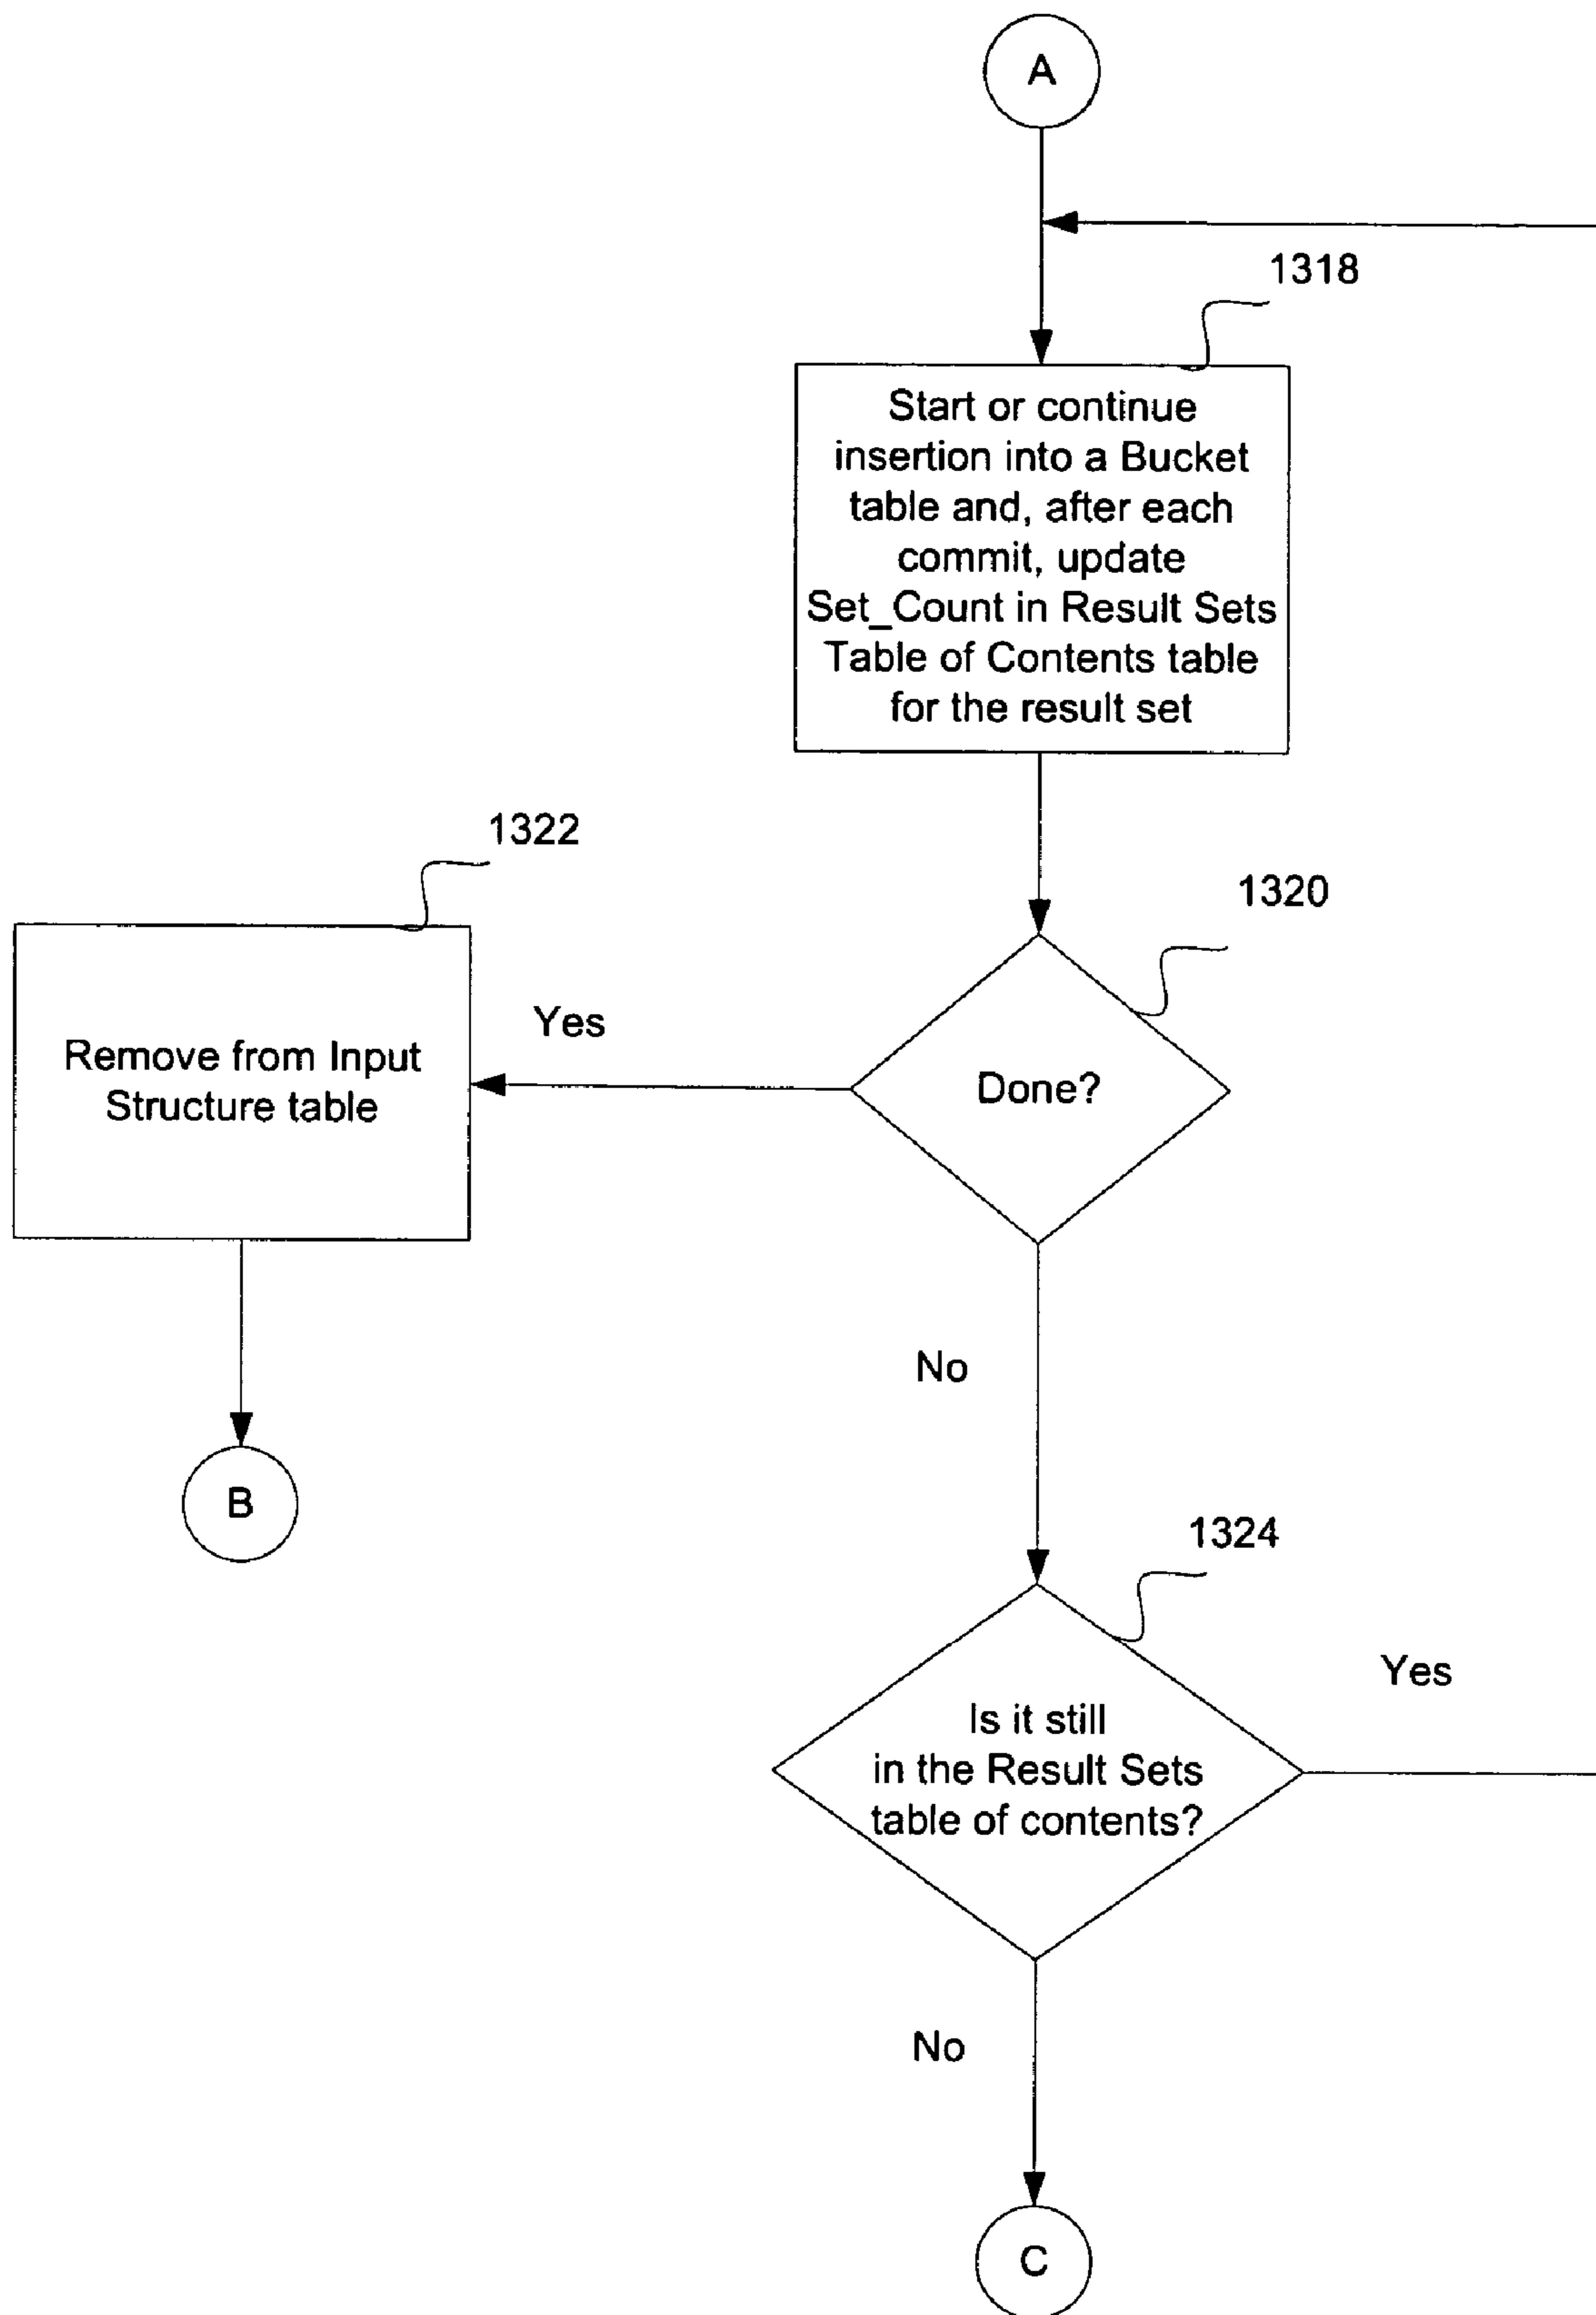 A
1318
Start or continue
insertion into a Bucket
table and, after each
commit, update
Set_Count in Result Sets
Table of Contents table
for the result set
1322
1320
Yes
Remove from Input
Structure table
Done?
No
B
1324
Yes
Is it still
in the Result Sets
table of contents?
No
C